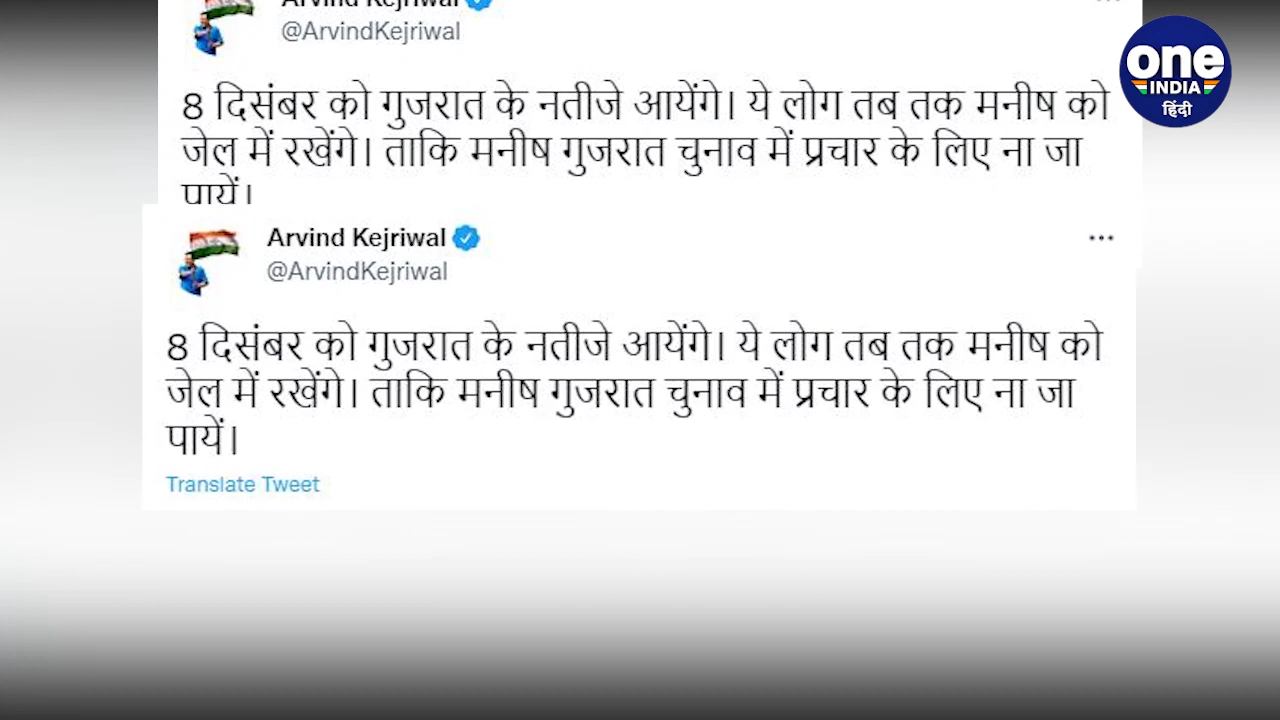 Arvind Kejriwal
@ArvindKejriwal
8 दिसंबर को गुजरात के नतीजे आयेंगे। ये लोग तब तक मनीष को
जेल में रखेंगे। ताकि मनीष गुजरात चुनाव में प्रचार के लिए ना जा
पायें।
Arvind Kejriwal
@ArvindKejriwal
8 दिसंबर को गुजरात के नतीजे आयेंगे। ये लोग तब तक मनीष को
जेल में रखेंगे। ताकि मनीष गुजरात चुनाव में प्रचार के लिए ना जा
पायें।
Translate Tweet
one
INDIA
हिंदी